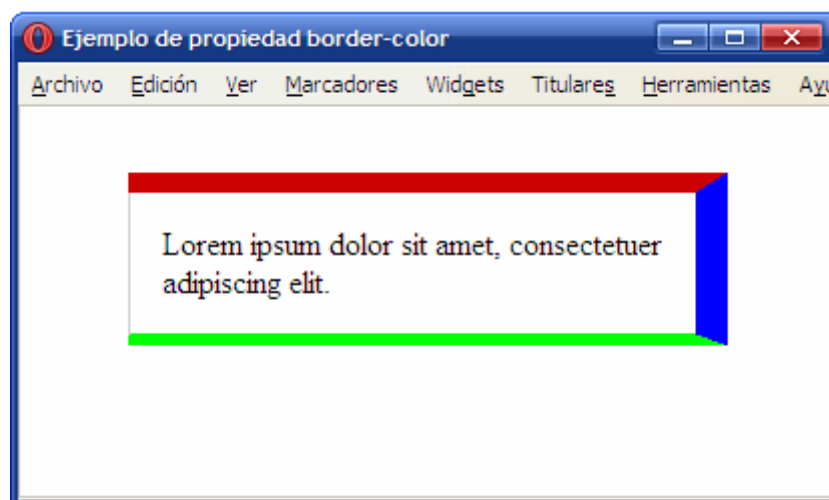 Ejemplo de propiedad border-color
Archivo Edición Ver Marcadores Widgets Titulares Herramientas Ayu
Lorem ipsum dolor sit amet, consectetuer
adipiscing elit.